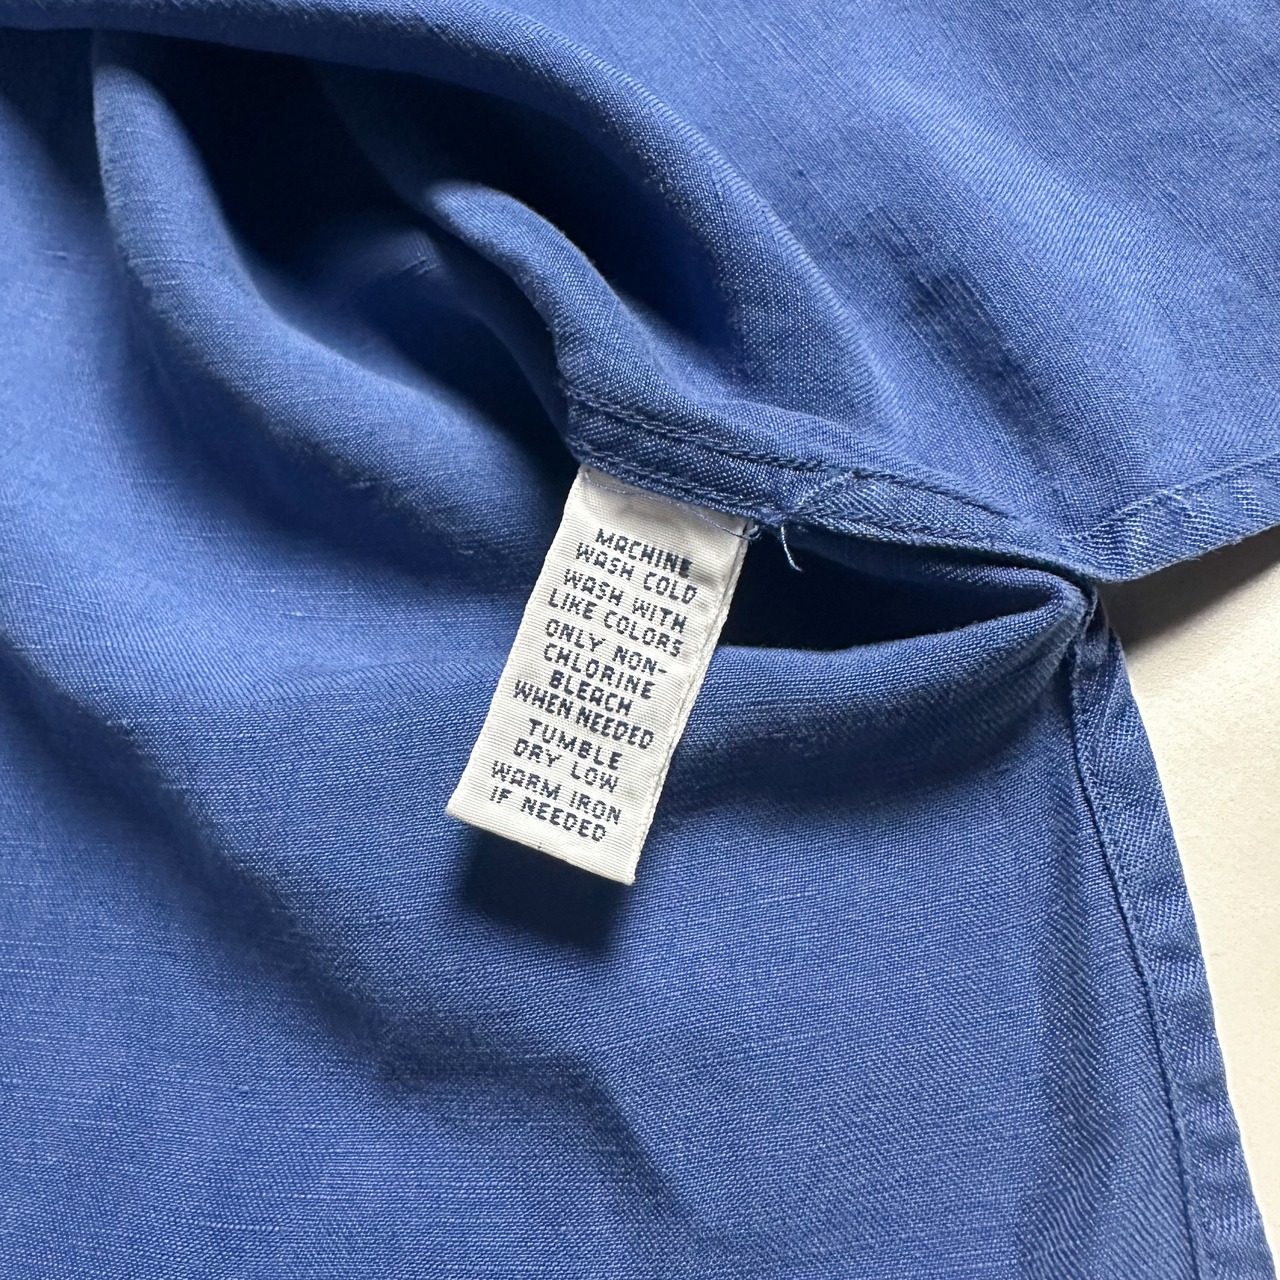 MACHINE
WASH COLD
WASH WITH
LIKE COLORS
ONLY NON-
CHLORINE
BLEACH
WHEN NEEDED
TUMBLE
DRY LOW
WARM IRON
IF NEEDED